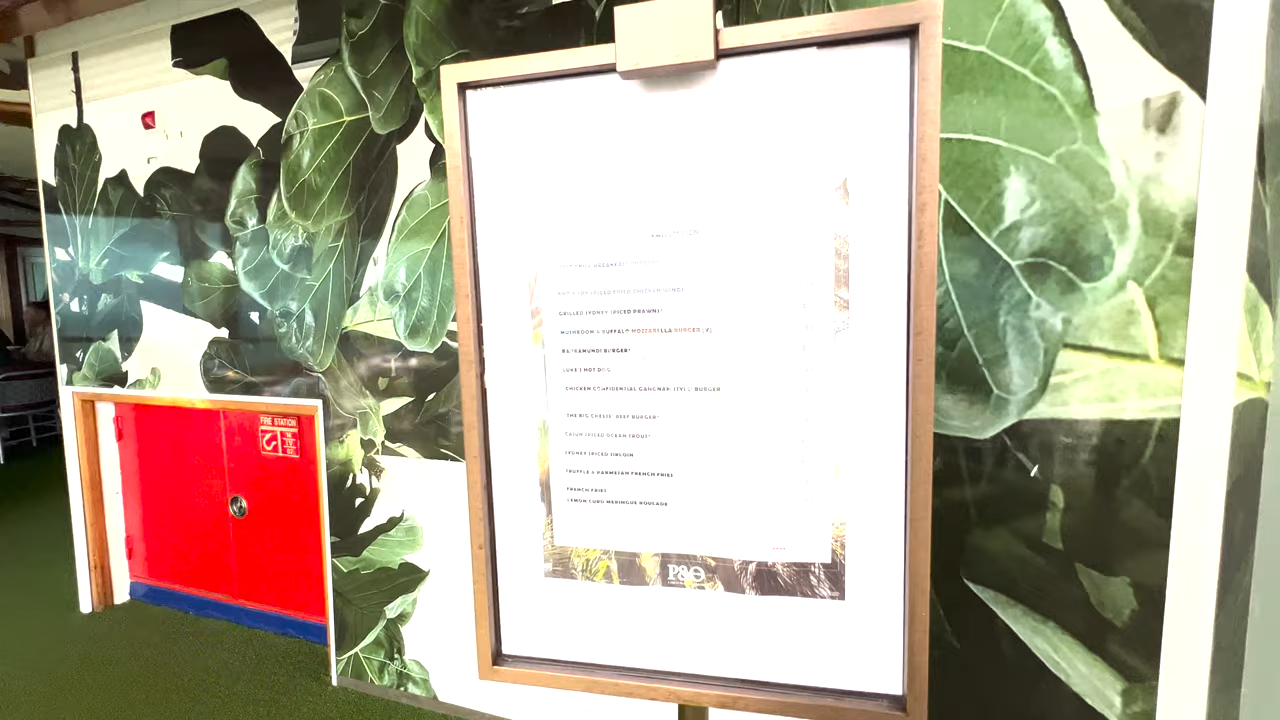 FIRE STATION
GRILLED SYDNEY SPICED PRAWNS*
MUSHROOM & BUFFALO MOZZARELLA BURGER (V)
BARRAMUNDI BURGER*
LUKE'S HOT DOG
CHICKEN CONFIDENTIAL GANGNAM STYLE BURGER
'THE BIG CHEESE' BEEF BURGER*
CAJUN SPICED OCEAN TROUT*
SYDNEY SPICED SIRLOIN
TRUFFLE & PARMESAN FRENCH FRIES
FRENCH FRIES
LEMON CURD MERINGUE ROULADE
P&O